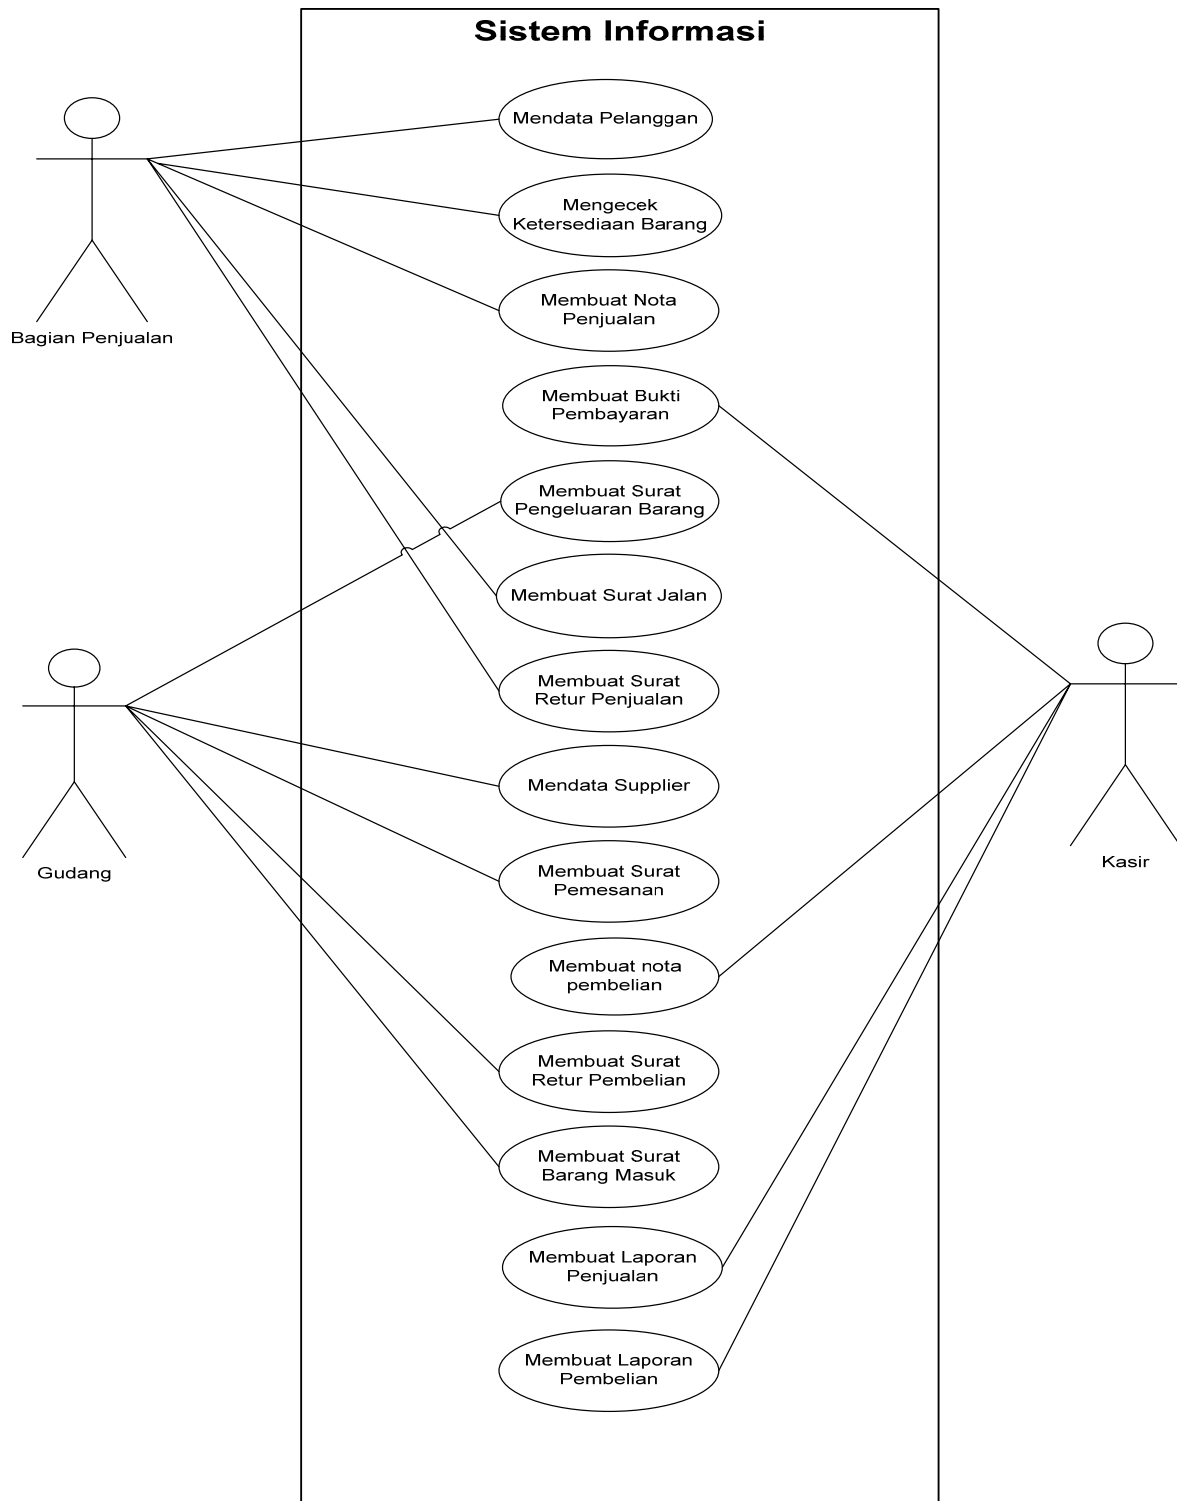 Sistem Informasi
Mendata Pelanggan
Mengecek
Ketersediaan Barang
Membuat Nota
Penjualan
Bagian Penjualan
Membuat Bukti
Pembayaran
Membuat Surat
Pengeluaran Barang
Membuat Surat Jalan
Membuat Surat
Retur Penjualan
Mendata Supplier
Gudang
Kasir
Membuat Surat
Pemesanan
Membuat nota
pembelian
Membuat Surat
Retur Pembelian
Membuat Surat
Barang Masuk
Membuat Laporan
Penjualan
Membuat Laporan
Pembelian